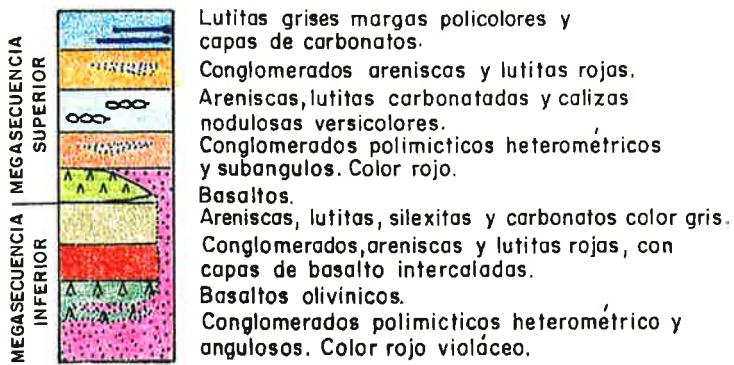 MEGASECUENCIA
SUPERIOR
MEGASECUENCIA
INFERIOR
Lutitas grises margas policolores y
capas de carbonatos.
Conglomerados areniscas y lutitas rojas.
Areniscas, lutitas carbonatadas y calizas
nodulosas versicolores.
Conglomerados polimicticos heterométricos
y subangulos. Color rojo.
Basaltos.
Areniscas, lutitas, silexitas y carbonatos color gris.
Conglomerados, areniscas y lutitas rojas, con
capas de basalto intercaladas.
Basaltos olivínicos.
Conglomerados polimicticos heterométrico y
angulosos. Color rojo violáceo.